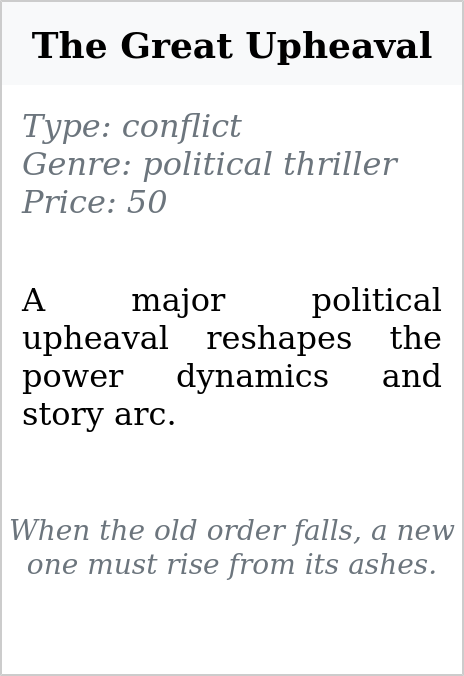 The Great Upheaval
Type: conflict
Genre: political thriller
Price: 50
A major political
upheaval reshapes the
power dynamics and
story arc.
When the old order falls, a new
one must rise from its ashes.